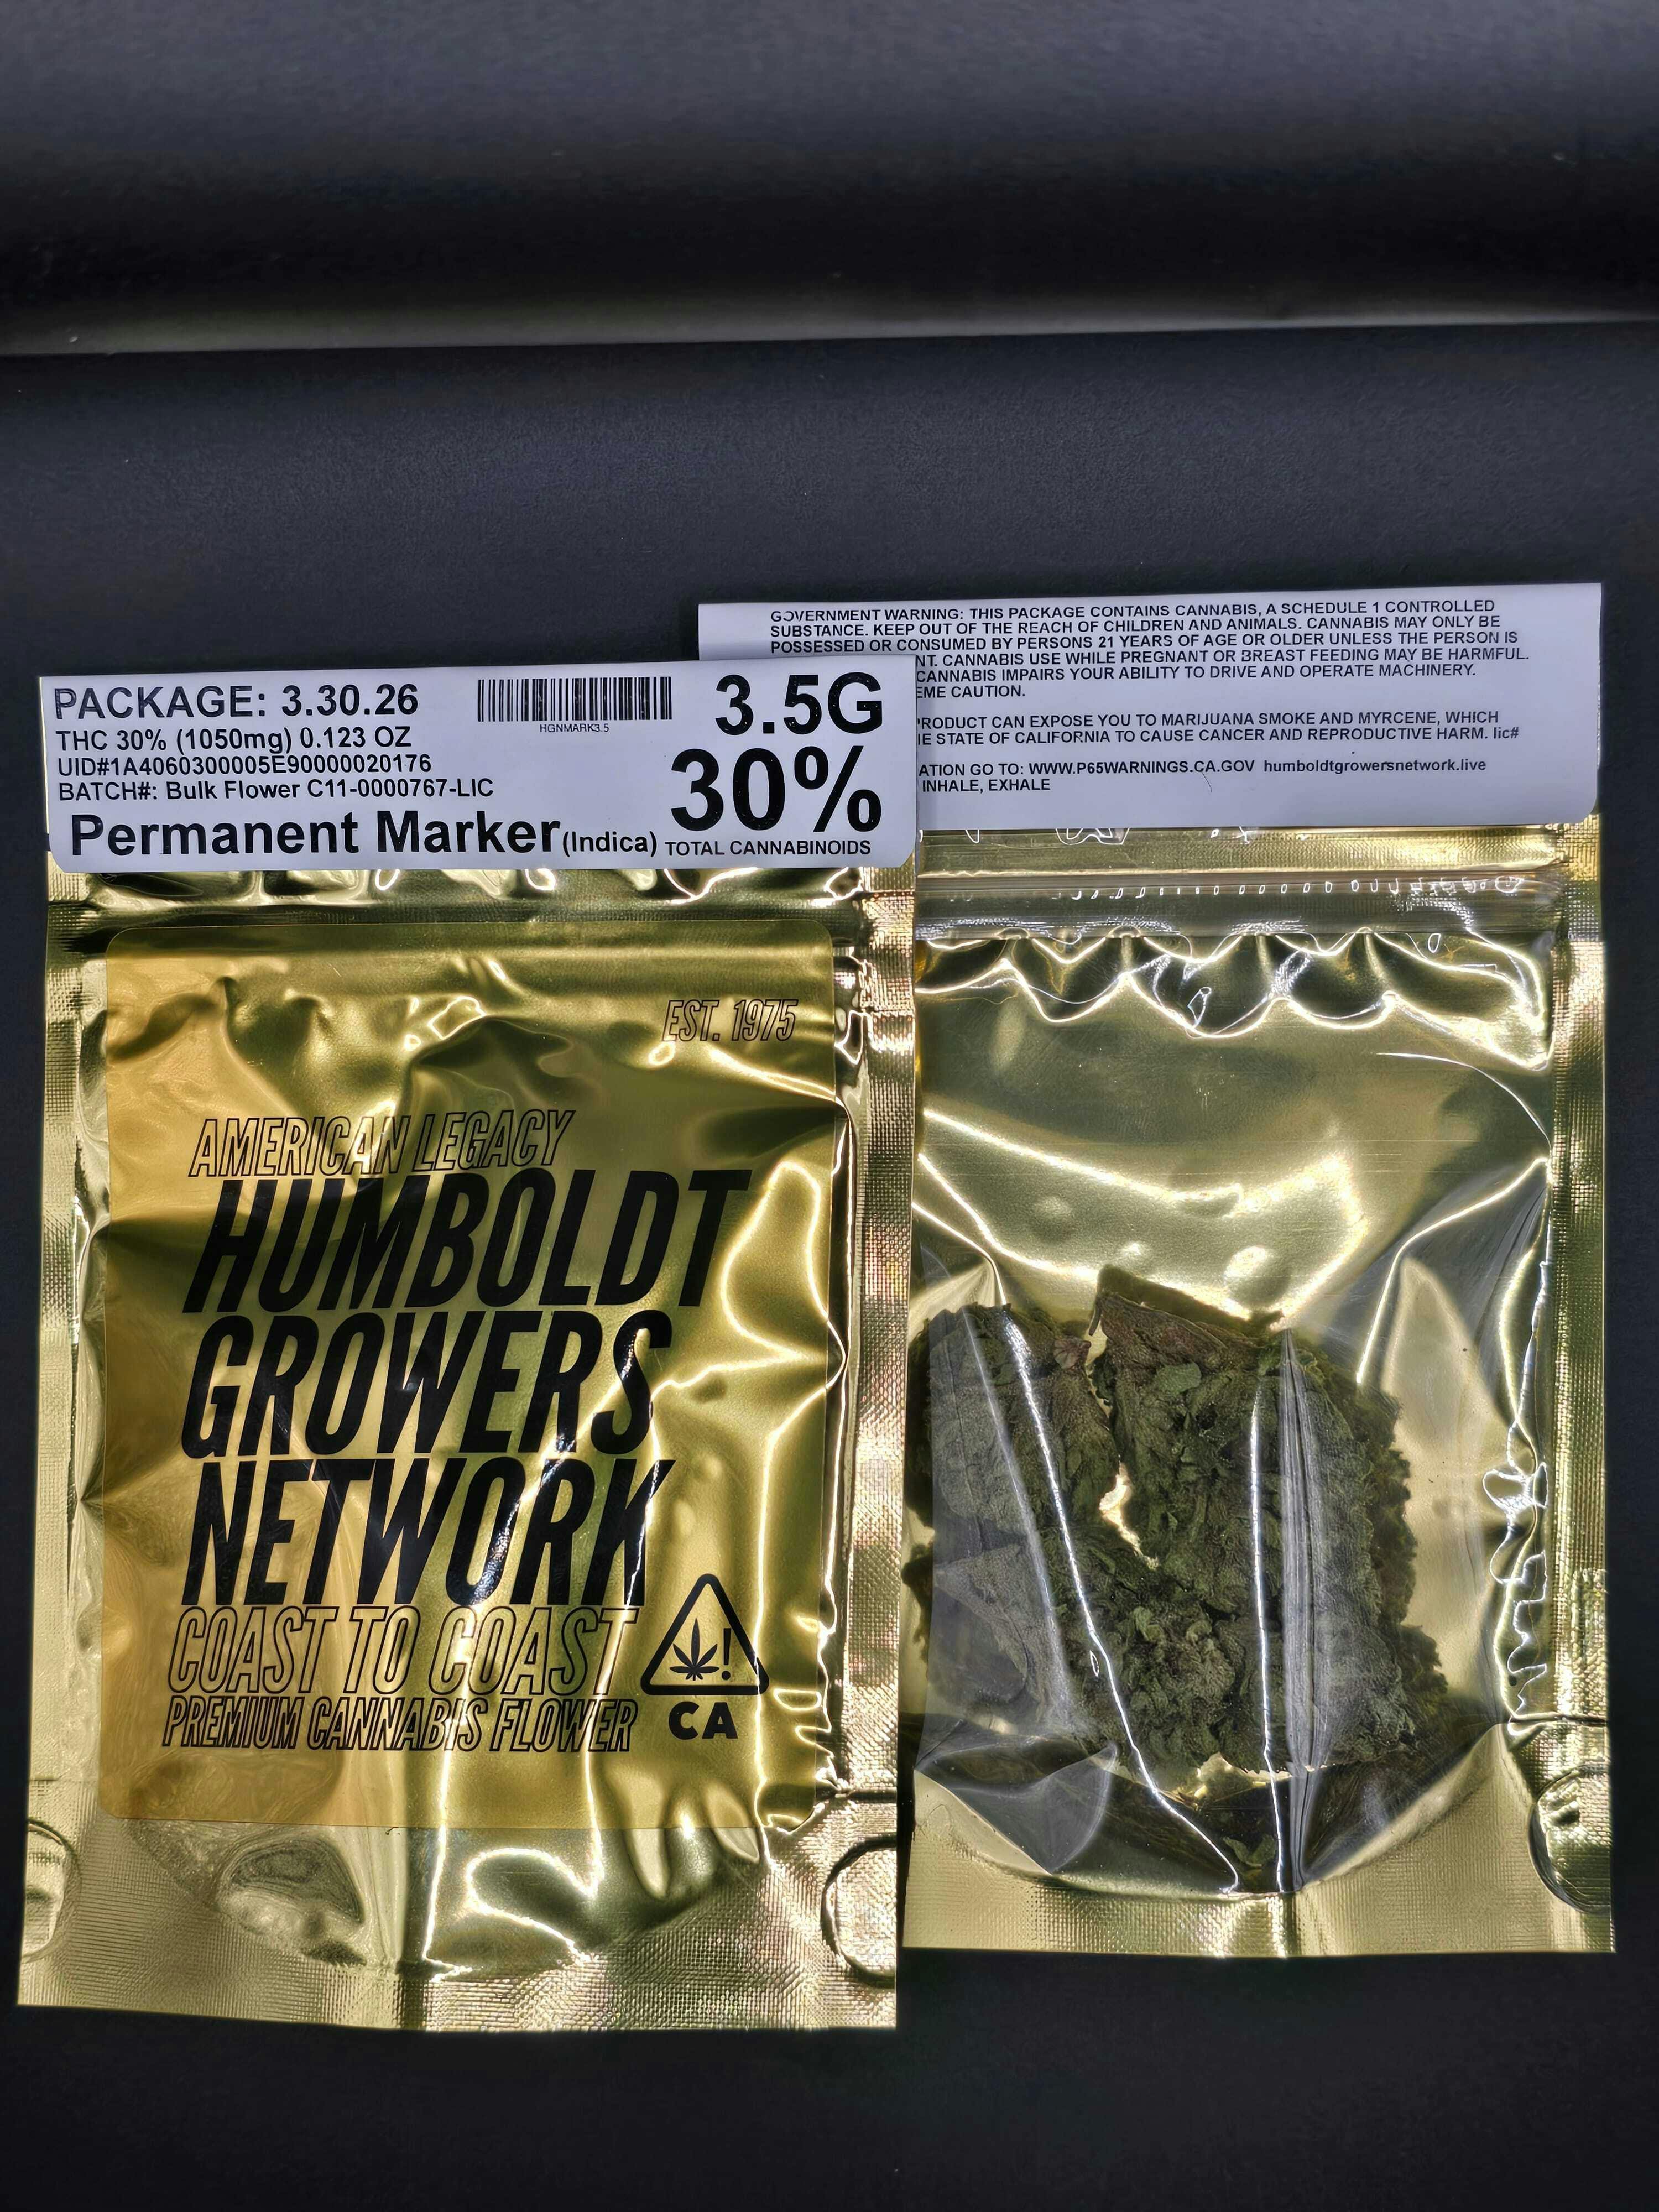 PACKAGE: 3.30.26
THC 30% (1050mg) 0.123 OZ
UID#1A4060300005E90000020176
BATCH#: Bulk Flower C11-0000767-LIC
Permanent Marker (Indica)
HGNMARK3.5
3.5G
30%
TOTAL CANNABINOIDS
EST. 1975
AMERICAN LEGACY
HUMBOLDT
GROWERS
NETWORK
COAST TO COAST
PREMIUM CANNABIS FLOWER
!
CA
GOVERNMENT WARNING: THIS PACKAGE CONTAINS CANNABIS, A SCHEDULE 1 CONTROLLED
SUBSTANCE. KEEP OUT OF THE REACH OF CHILDREN AND ANIMALS. CANNABIS MAY ONLY BE
POSSESSED OR CONSUMED BY PERSONS 21 YEARS OF AGE OR OLDER UNLESS THE PERSON IS
NT. CANNABIS USE WHILE PREGNANT OR BREAST FEEDING MAY BE HARMFUL.
CANNABIS IMPAIRS YOUR ABILITY TO DRIVE AND OPERATE MACHINERY.
EME CAUTION.
PRODUCT CAN EXPOSE YOU TO MARIJUANA SMOKE AND MYRCENE, WHICH
STATE OF CALIFORNIA TO CAUSE CANCER AND REPRODUCTIVE HARM. lic#
ATION GO TO: WWW.P65WARNINGS.CA.GOV humboldtgrowersnetwork.live
INHALE, EXHALE